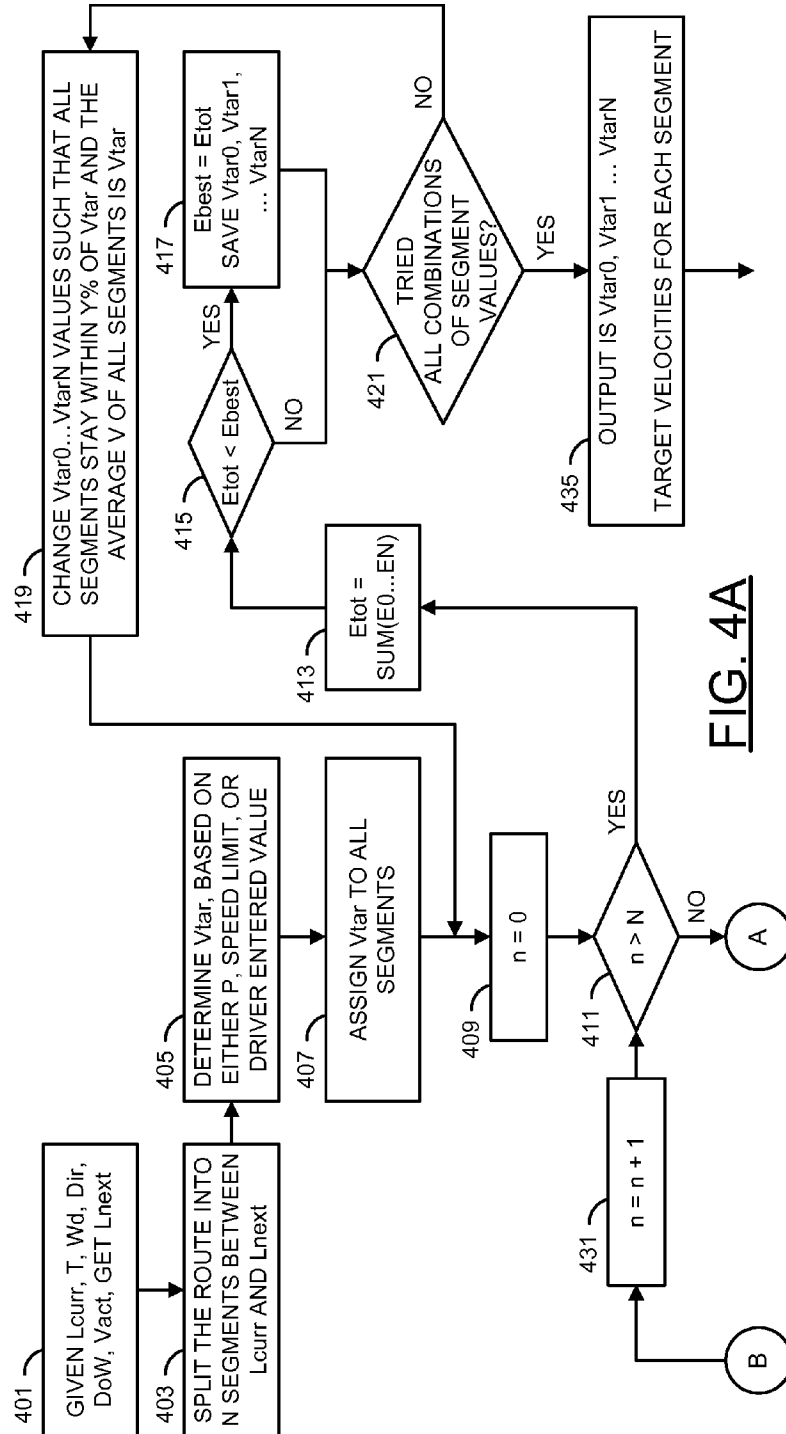 401
GIVEN Lcurr, T, Wd, Dir,
DoW, Vact, GET Lnext
403
SPLIT THE ROUTE INTO
N SEGMENTS BETWEEN
Lcurr AND Lnext
405
DETERMINE Vtar, BASED ON
EITHER P, SPEED LIMIT, OR
DRIVER ENTERED VALUE
407
ASSIGN Vtar TO ALL
SEGMENTS
409
n = 0
411
n > N
YES
NO
A
B
431
n = n + 1
413
Etot =
SUM(E0...EN)
415
Etot < Ebest
YES
NO
417
Ebest = Etot
SAVE Vtar0, Vtar1,
... VtarN
419
CHANGE Vtar0...VtarN VALUES SUCH THAT ALL
SEGMENTS STAY WITHIN Y% OF Vtar AND THE
AVERAGE V OF ALL SEGMENTS IS Vtar
421
TRIED
ALL COMBINATIONS
OF SEGMENT
VALUES?
NO
YES
435
OUTPUT IS Vtar0, Vtar1 ... VtarN
TARGET VELOCITIES FOR EACH SEGMENT
FIG. 4A